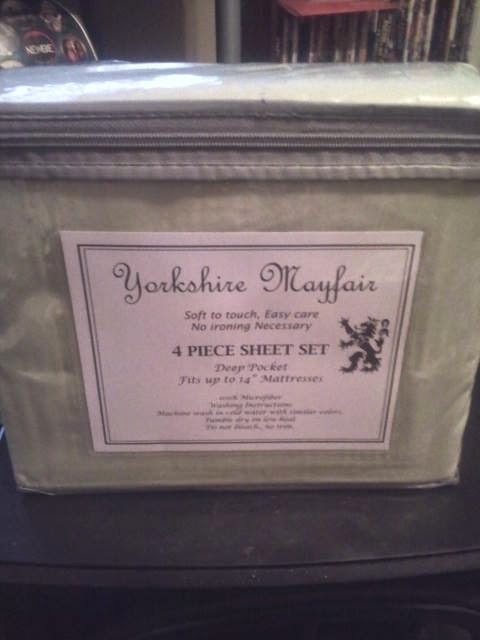 NEWBIE
Yorkshire Mayfair
Soft to touch, Easy care
No ironing Necessary
4 PIECE SHEET SET
Deep Pocket
Fits up to 14" Mattresses
100% Microfiber
Washing Instructions
Machine wash in cold water with similar colors.
Tumble dry on low heat.
Do not bleach., no iron.